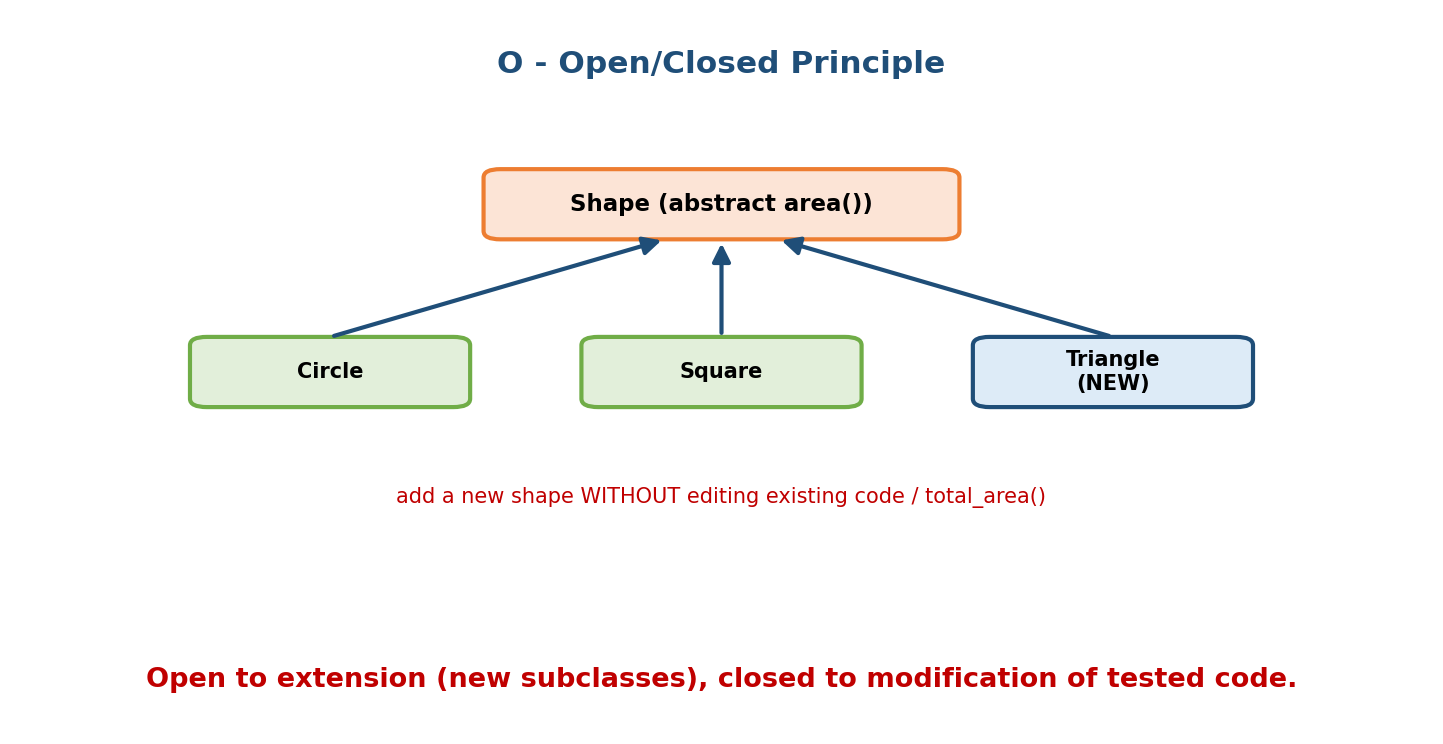 O - Open/Closed Principle
Shape (abstract area())
Circle
Square
Triangle
(NEW)
add a new shape WITHOUT editing existing code / total_area()
Open to extension (new subclasses), closed to modification of tested code.